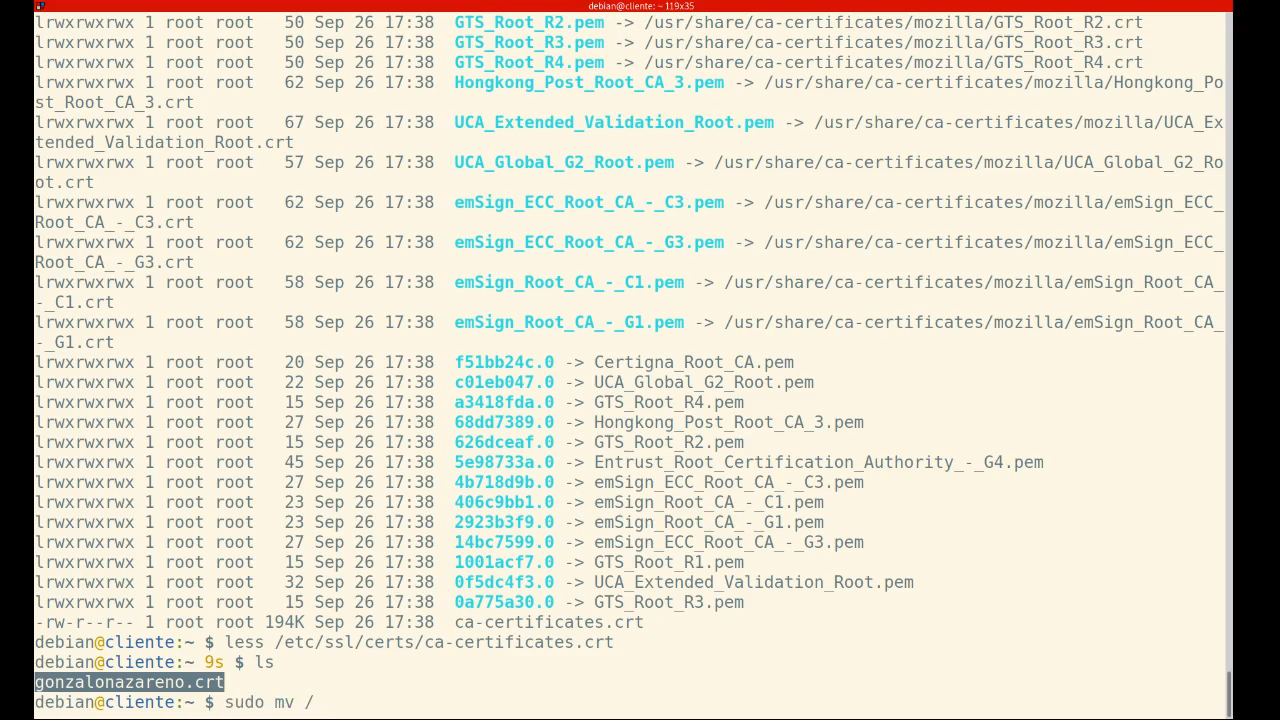 debian@cliente: ~ 119x35
lrwxrwxrwx 1 root root   50 Sep 26 17:38  GTS_Root_R2.pem -> /usr/share/ca-certificates/mozilla/GTS_Root_R2.crt
lrwxrwxrwx 1 root root   50 Sep 26 17:38  GTS_Root_R3.pem -> /usr/share/ca-certificates/mozilla/GTS_Root_R3.crt
lrwxrwxrwx 1 root root   50 Sep 26 17:38  GTS_Root_R4.pem -> /usr/share/ca-certificates/mozilla/GTS_Root_R4.crt
lrwxrwxrwx 1 root root   62 Sep 26 17:38  Hongkong_Post_Root_CA_3.pem -> /usr/share/ca-certificates/mozilla/Hongkong_Po
st_Root_CA_3.crt
lrwxrwxrwx 1 root root   67 Sep 26 17:38  UCA_Extended_Validation_Root.pem -> /usr/share/ca-certificates/mozilla/UCA_Ex
tended_Validation_Root.crt
lrwxrwxrwx 1 root root   57 Sep 26 17:38  UCA_Global_G2_Root.pem -> /usr/share/ca-certificates/mozilla/UCA_Global_G2_Ro
ot.crt
lrwxrwxrwx 1 root root   62 Sep 26 17:38  emSign_ECC_Root_CA_-_C3.pem -> /usr/share/ca-certificates/mozilla/emSign_ECC_
Root_CA_-_C3.crt
lrwxrwxrwx 1 root root   62 Sep 26 17:38  emSign_ECC_Root_CA_-_G3.pem -> /usr/share/ca-certificates/mozilla/emSign_ECC_
Root_CA_-_G3.crt
lrwxrwxrwx 1 root root   58 Sep 26 17:38  emSign_Root_CA_-_C1.pem -> /usr/share/ca-certificates/mozilla/emSign_Root_CA_
-_C1.crt
lrwxrwxrwx 1 root root   58 Sep 26 17:38  emSign_Root_CA_-_G1.pem -> /usr/share/ca-certificates/mozilla/emSign_Root_CA_
-_G1.crt
lrwxrwxrwx 1 root root   20 Sep 26 17:38  f51bb24c.0 -> Certigna_Root_CA.pem
lrwxrwxrwx 1 root root   22 Sep 26 17:38  c01eb047.0 -> UCA_Global_G2_Root.pem
lrwxrwxrwx 1 root root   15 Sep 26 17:38  a3418fda.0 -> GTS_Root_R4.pem
lrwxrwxrwx 1 root root   27 Sep 26 17:38  68dd7389.0 -> Hongkong_Post_Root_CA_3.pem
lrwxrwxrwx 1 root root   15 Sep 26 17:38  626dceaf.0 -> GTS_Root_R2.pem
lrwxrwxrwx 1 root root   45 Sep 26 17:38  5e98733a.0 -> Entrust_Root_Certification_Authority_-_G4.pem
lrwxrwxrwx 1 root root   27 Sep 26 17:38  4b718d9b.0 -> emSign_ECC_Root_CA_-_C3.pem
lrwxrwxrwx 1 root root   23 Sep 26 17:38  406c9bb1.0 -> emSign_Root_CA_-_C1.pem
lrwxrwxrwx 1 root root   23 Sep 26 17:38  2923b3f9.0 -> emSign_Root_CA_-_G1.pem
lrwxrwxrwx 1 root root   27 Sep 26 17:38  14bc7599.0 -> emSign_ECC_Root_CA_-_G3.pem
lrwxrwxrwx 1 root root   15 Sep 26 17:38  1001acf7.0 -> GTS_Root_R1.pem
lrwxrwxrwx 1 root root   32 Sep 26 17:38  0f5dc4f3.0 -> UCA_Extended_Validation_Root.pem
lrwxrwxrwx 1 root root   15 Sep 26 17:38  0a775a30.0 -> GTS_Root_R3.pem
-rw-r--r-- 1 root root 194K Sep 26 17:38  ca-certificates.crt
debian@cliente:~ $ less /etc/ssl/certs/ca-certificates.crt
debian@cliente:~ 9s $ ls
gonzalonazareno.crt
debian@cliente:~ $ sudo mv /